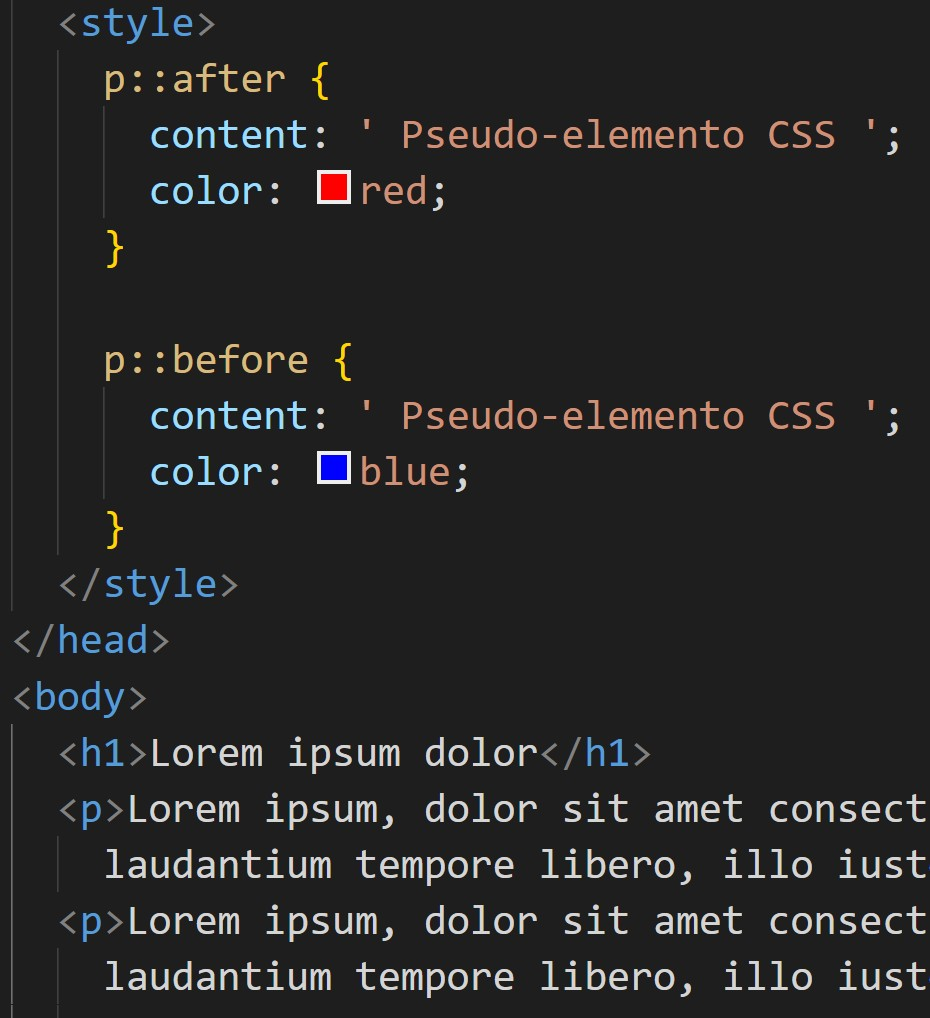 <style>
p::after {
content: ' Pseudo-elemento CSS ';
color: red;
}
p::before {
content: ' Pseudo-elemento CSS ';
color: blue;
}
</style>
</head>
<body>
<h1>Lorem ipsum dolor</h1>
<p>Lorem ipsum, dolor sit amet consect
laudantium tempore libero, illo iust
<p>Lorem ipsum, dolor sit amet consect
laudantium tempore libero, illo iust